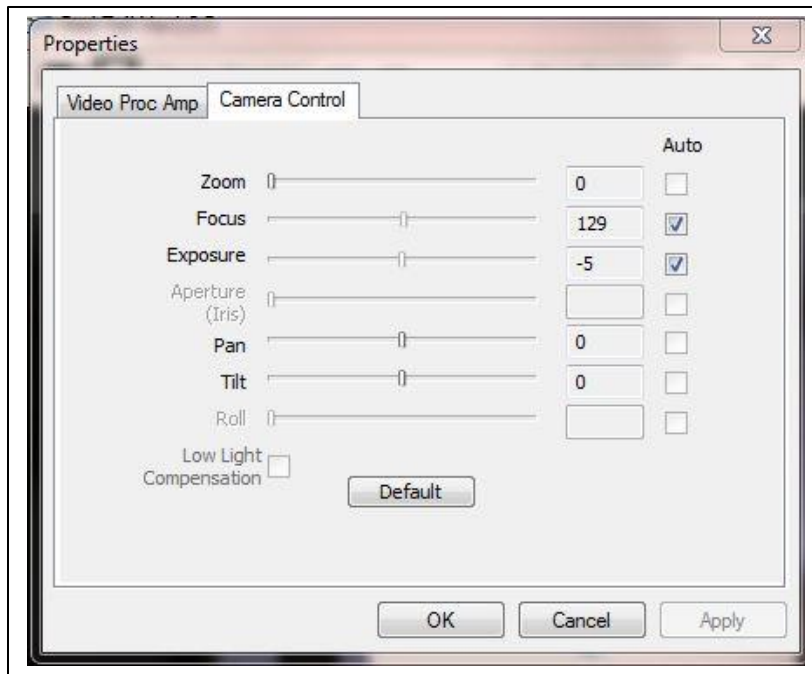 Properties
Video Proc Amp
Camera Control
Auto
Zoom 0
Focus 129
Exposure -5
Aperture
(Iris)
Pan 0
Tilt 0
Roll
Low Light
Compensation
Default
OK Cancel Apply